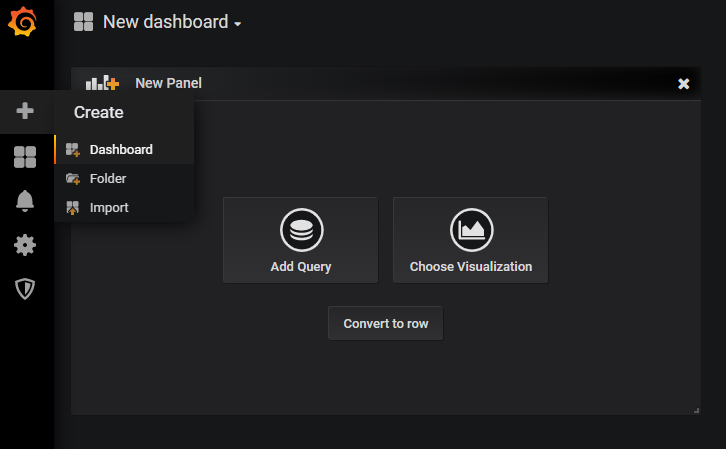 New dashboard
New Panel
Create
Dashboard
Folder
Import
Add Query
Choose Visualization
Convert to row